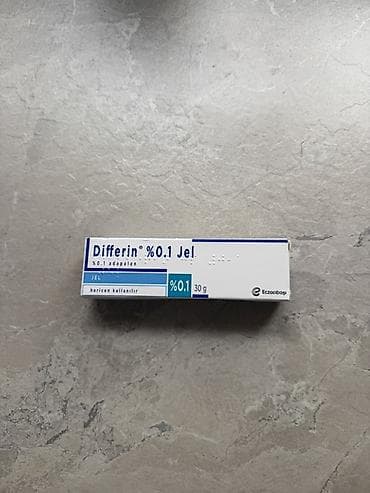 Differin® %0.1 Jel
%0.1 adapalen
JEL
haricen kullanılır
%0.1
30 g
Eczacıbaşı